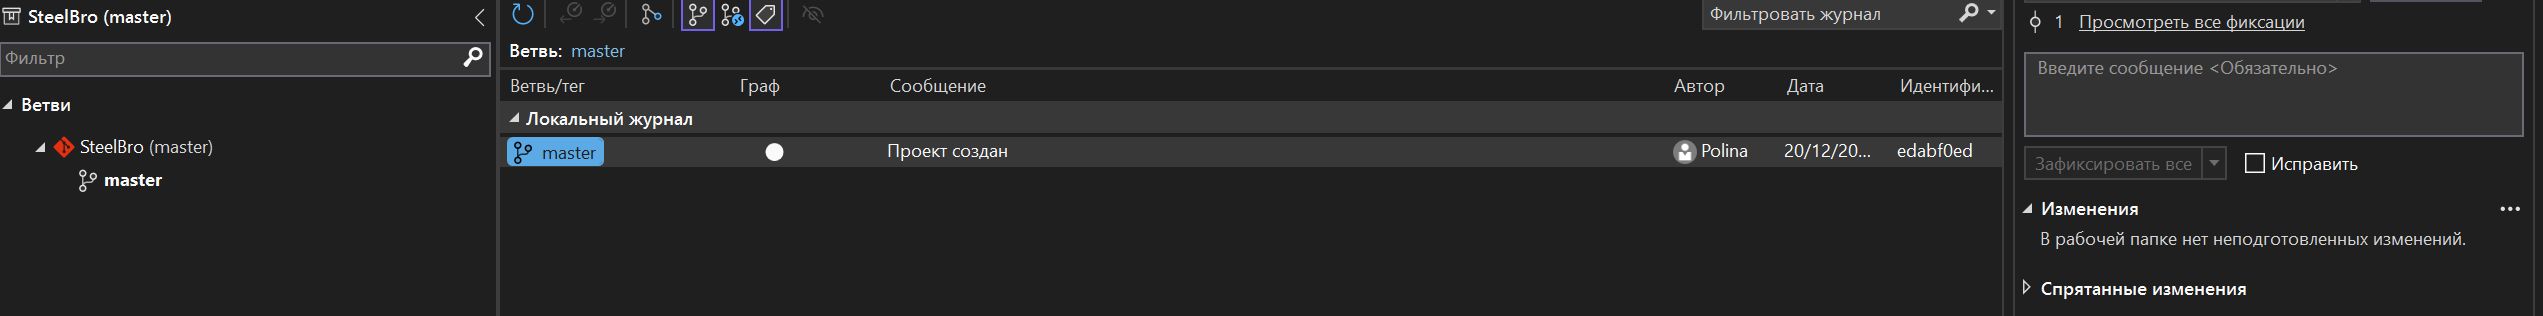 SteelBro (master)
Фильтр
Ветви
SteelBro (master)
master
Фильтровать журнал
Ветвь: master
Ветвь/тег Граф Сообщение Автор Дата Идентифи...
Локальный журнал
master Проект создан Polina 20/12/20... edabf0ed
1 Просмотреть все фиксации
Введите сообщение <Обязательно>
Зафиксировать все Исправить
Изменения
В рабочей папке нет неподготовленных изменений.
Спрятанные изменения